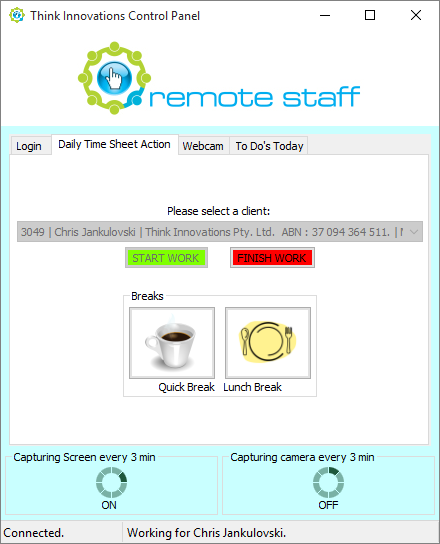 Think Innovations Control Panel
remote staff
Login
Daily Time Sheet Action
Webcam
To Do's Today
Please select a client:
3049 | Chris Jankulovski | Think Innovations Pty. Ltd. ABN : 37 094 364 511. |
START WORK
FINISH WORK
Breaks
Quick Break
Lunch Break
Capturing Screen every 3 min
ON
Capturing camera every 3 min
OFF
Connected.
Working for Chris Jankulovski.